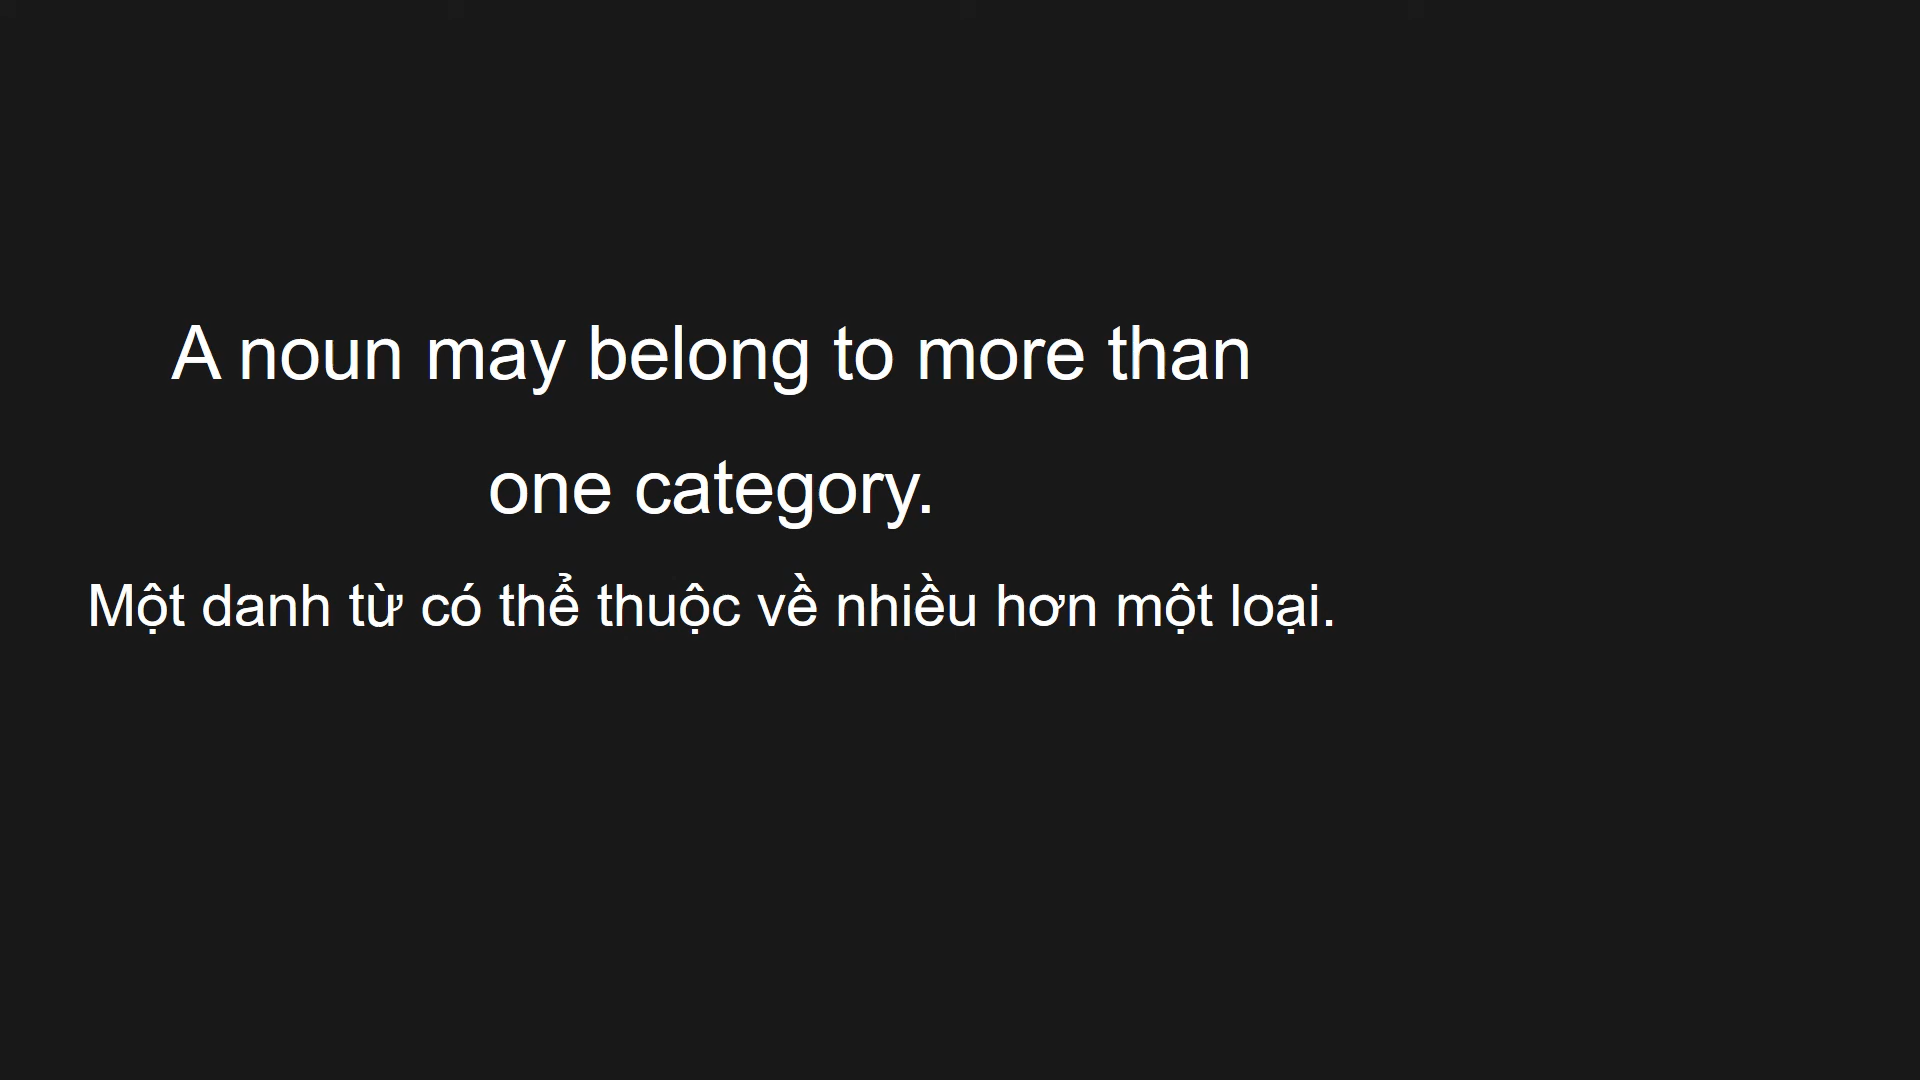 A noun may belong to more than
one category.
Một danh từ có thể thuộc về nhiều hơn một loại.